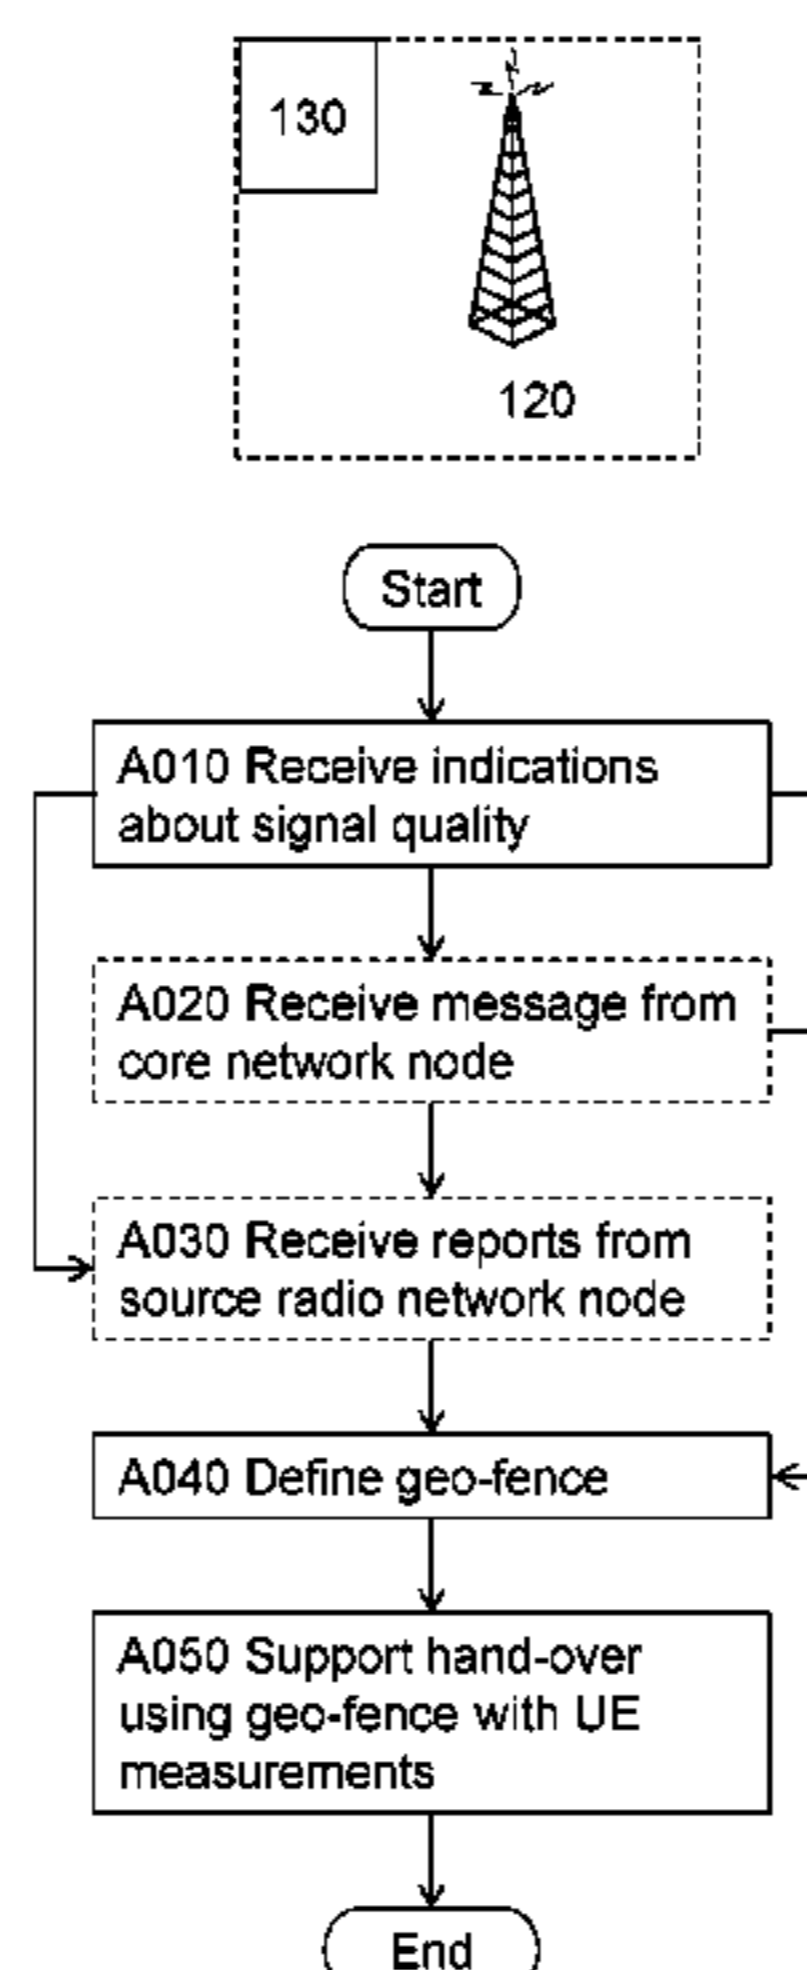 130
120
Start
A010 Receive indications
about signal quality
A020 Receive message from
core network node
A030 Receive reports from
source radio network node
A040 Define geo-fence
A050 Support hand-over
using geo-fence with UE
measurements
End